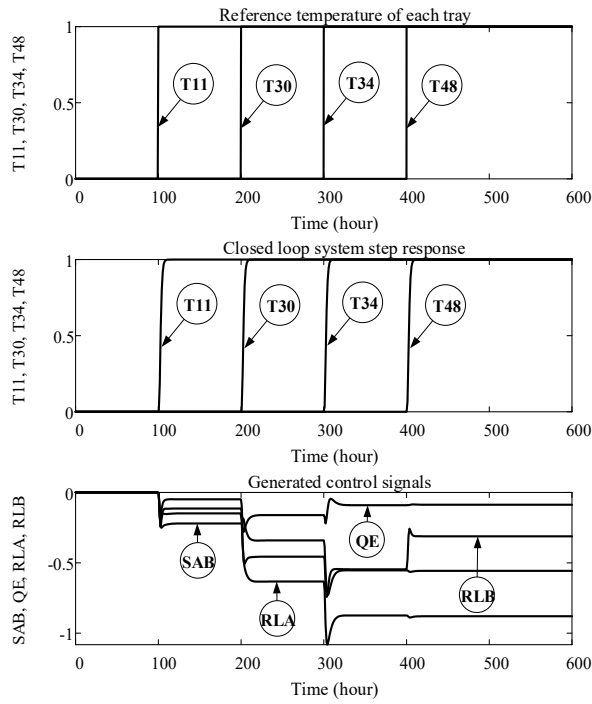 Reference temperature of each tray
T11, T30, T34, T48
1
0.5
0
T11
T30
T34
T48
0 100 200 300 400 500 600
Time (hour)
Closed loop system step response
T11, T30, T34, T48
1
0.5
0
T11
T30
T34
T48
0 100 200 300 400 500 600
Time (hour)
Generated control signals
SAB, QE, RLA, RLB
0
-0.5
-1
SAB
RLA
QE
RLB
0 100 200 300 400 500 600
Time (hour)